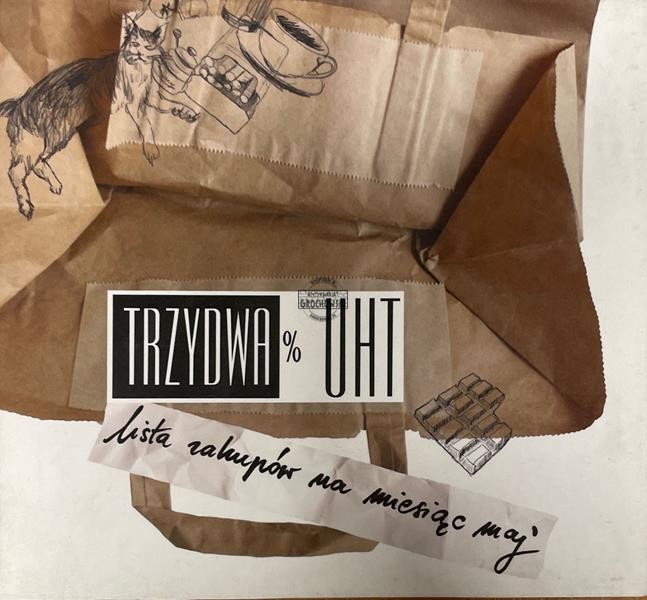 TRZYDWA % UHT
lista zakupów na miesiąc maj